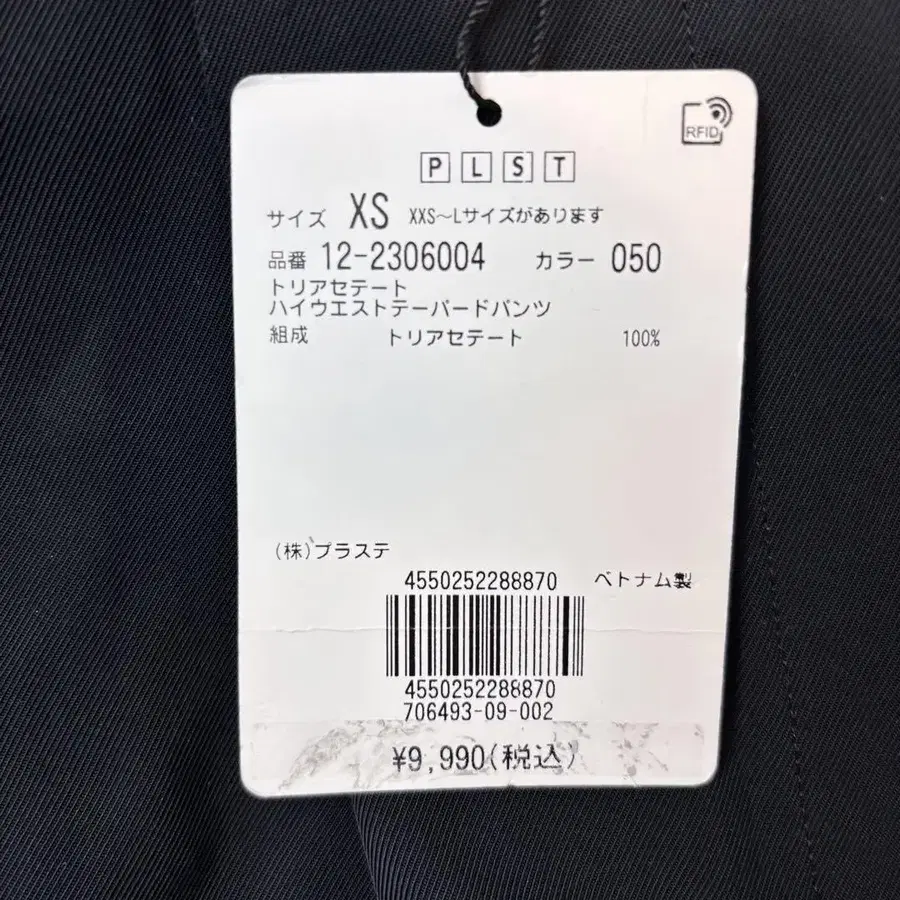 RFID
PLST
サイズ XS XXS~Lサイズがあります
品番 12-2306004 カラー 050
トリアセテート
ハイウエストテーパードパンツ
組成 トリアセテート 100%
(株)プラステ
4550252288870 ベトナム製
4550252288870
706493-09-002
¥9,990(税込)